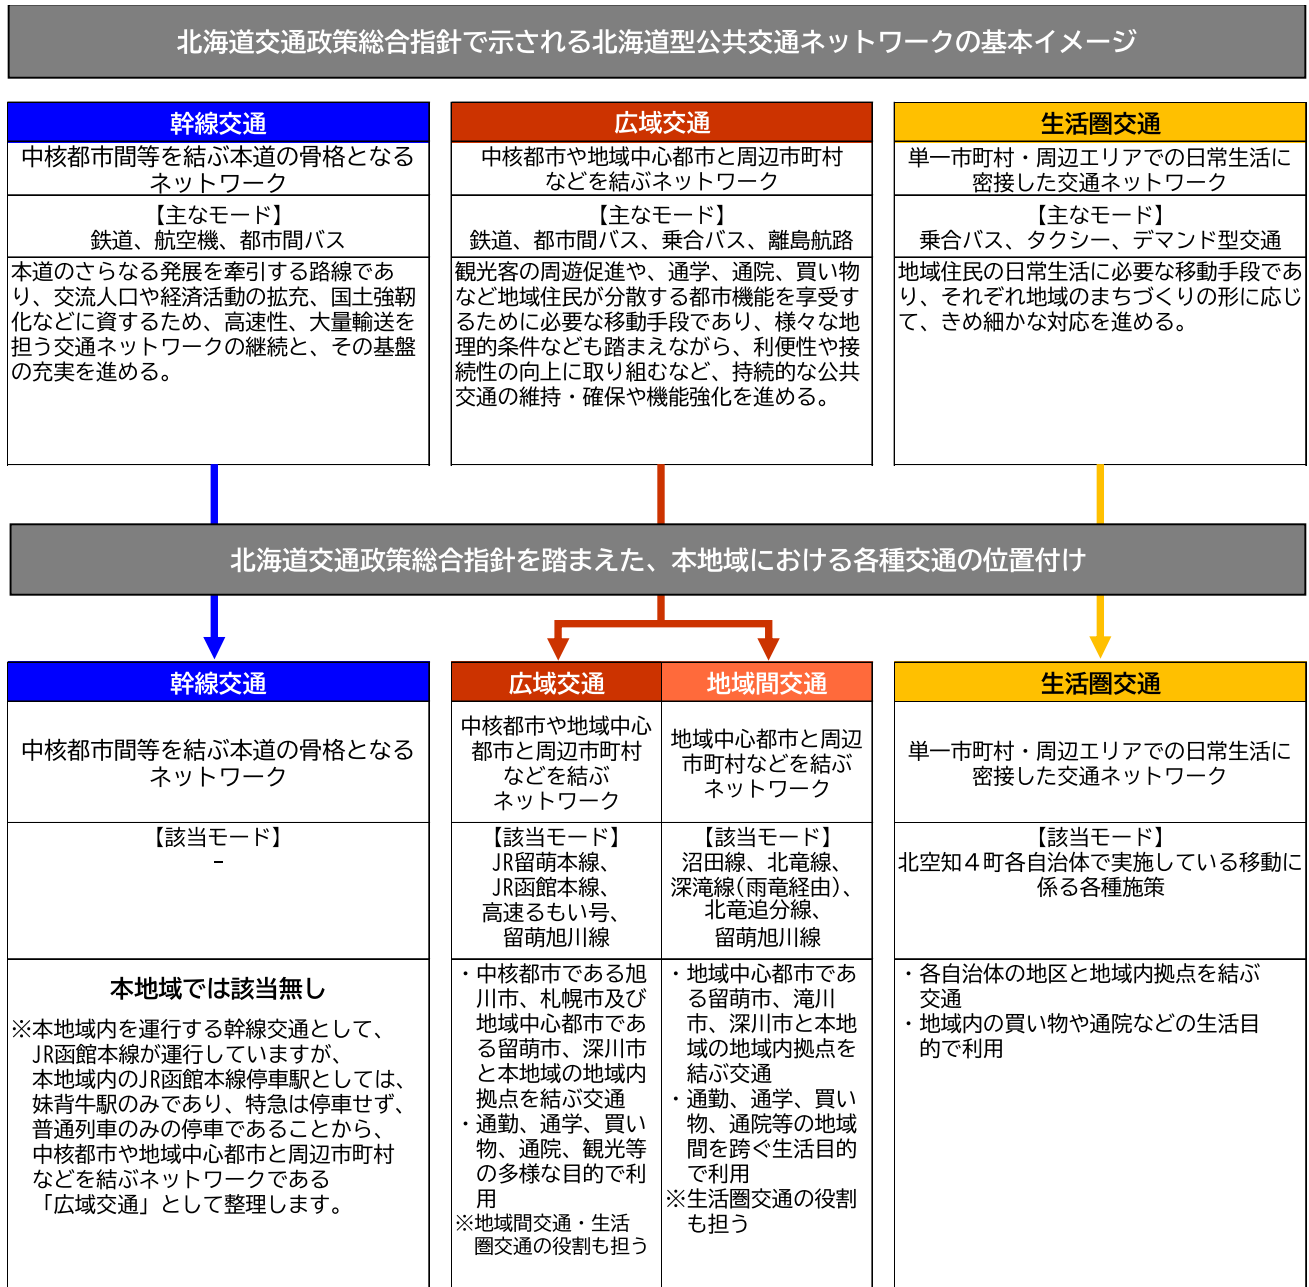 北海道交通政策総合指針で示される北海道型公共交通ネットワークの基本イメージ
幹線交通
中核都市間等を結ぶ本道の骨格となる
ネットワーク
【主なモード】
鉄道、航空機、都市間バス
本道のさらなる発展を牽引する路線であ
り、交流人口や経済活動の拡充、国土強靭
化などに資するため、高速性、大量輸送を
担う交通ネットワークの継続と、その基盤
の充実を進める。
広域交通
中核都市や地域中心都市と周辺市町村
などを結ぶネットワーク
【主なモード】
鉄道、都市間バス、乗合バス、離島航路
観光客の周遊促進や、通学、通院、買い物
など地域住民が分散する都市機能を享受す
るために必要な移動手段であり、様々な地
理的条件なども踏まえながら、利便性や接
続性の向上に取り組むなど、持続的な公共
交通の維持・確保や機能強化を進める。
生活圏交通
単一市町村・周辺エリアでの日常生活に
密接した交通ネットワーク
【主なモード】
乗合バス、タクシー、デマンド型交通
地域住民の日常生活に必要な移動手段であ
り、それぞれ地域のまちづくりの形に応じ
て、きめ細かな対応を進める。
北海道交通政策総合指針を踏まえた、本地域における各種交通の位置付け
幹線交通
中核都市間等を結ぶ本道の骨格となる
ネットワーク
【該当モード】
－
本地域では該当無し
※本地域内を運行する幹線交通として、
JR函館本線が運行していますが、
本地域内のJR函館本線停車駅としては、
妹背牛駅のみであり、特急は停車せず、
普通列車のみの停車であることから、
中核都市や地域中心都市と周辺市町村
などを結ぶネットワークである
「広域交通」として整理します。
広域交通
中核都市や地域中心
都市と周辺市町村
などを結ぶ
ネットワーク
【該当モード】
JR留萌本線、
JR函館本線、
高速るもい号、
留萌旭川線
・中核都市である旭
川市、札幌市及び
地域中心都市であ
る留萌市、深川市
と本地域の地域内
拠点を結ぶ交通
・通勤、通学、買い
物、通院、観光等
の多様な目的で利
用
※地域間交通・生活
圏交通の役割も担う
地域間交通
地域中心都市と周辺
市町村などを結ぶ
ネットワーク
【該当モード】
沼田線、北竜線、
深滝線(雨竜経由)、
北竜追分線、
留萌旭川線
・地域中心都市であ
る留萌市、滝川
市、深川市と本地
域の地域内拠点を
結ぶ交通
・通勤、通学、買い
物、通院等の地域
間を跨ぐ生活目的
で利用
※生活圏交通の役割
も担う
生活圏交通
単一市町村・周辺エリアでの日常生活に
密接した交通ネットワーク
【該当モード】
北空知４町各自治体で実施している移動に
係る各種施策
・各自治体の地区と地域内拠点を結ぶ
交通
・地域内の買い物や通院などの生活目
的で利用